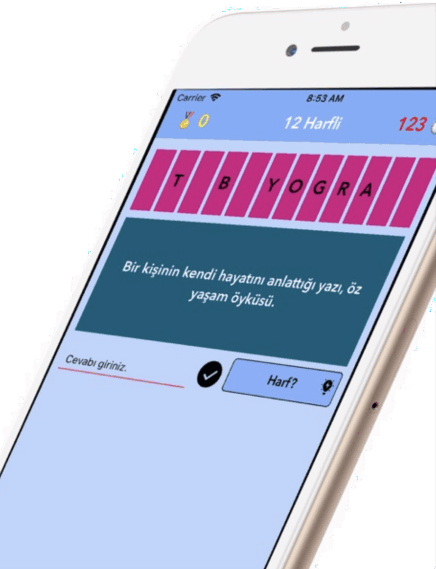 Carrier 8:53 AM
0 12 Harfli 123
T B YOGRA
Bir kişinin kendi hayatını anlattığı yazı, öz
yaşam öyküsü.
Cevabı giriniz. Harf?